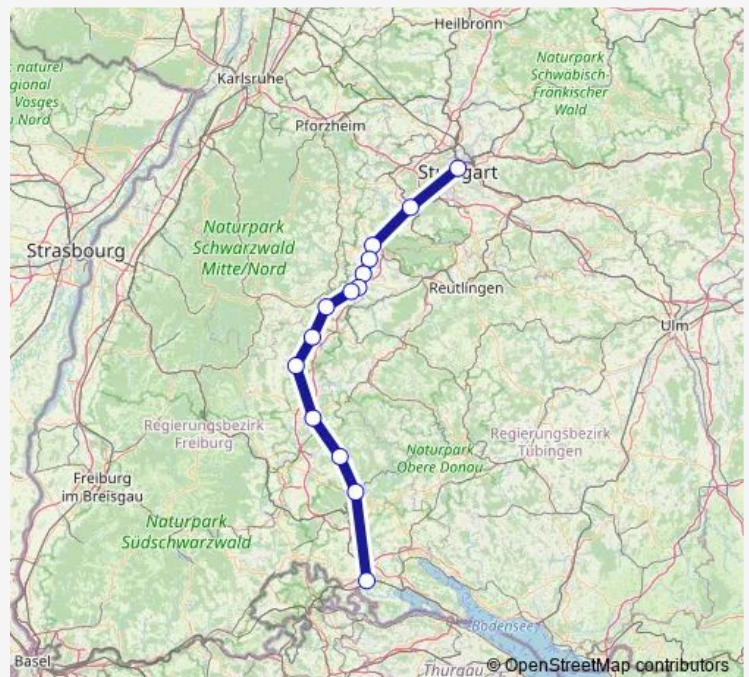 Heilbronn
: naturel
gional
Vosges
u Nord
Karlsruhe
Naturpark
Schwäbisch-
Fränkischer
Wald
Pforzheim
Stuttgart
Naturpark
Schwarzwald
Mitte/Nord
Strasbourg
Reutlingen
Ulm
Regierungsbezirk
Freiburg
Regierungsbezirk
Tübingen
Naturpark
Obere Donau
Freiburg
im Breisgau
Naturpark
Südschwarzwald
Bodensee
Basel
Thurgau
© OpenStreetMap contributors